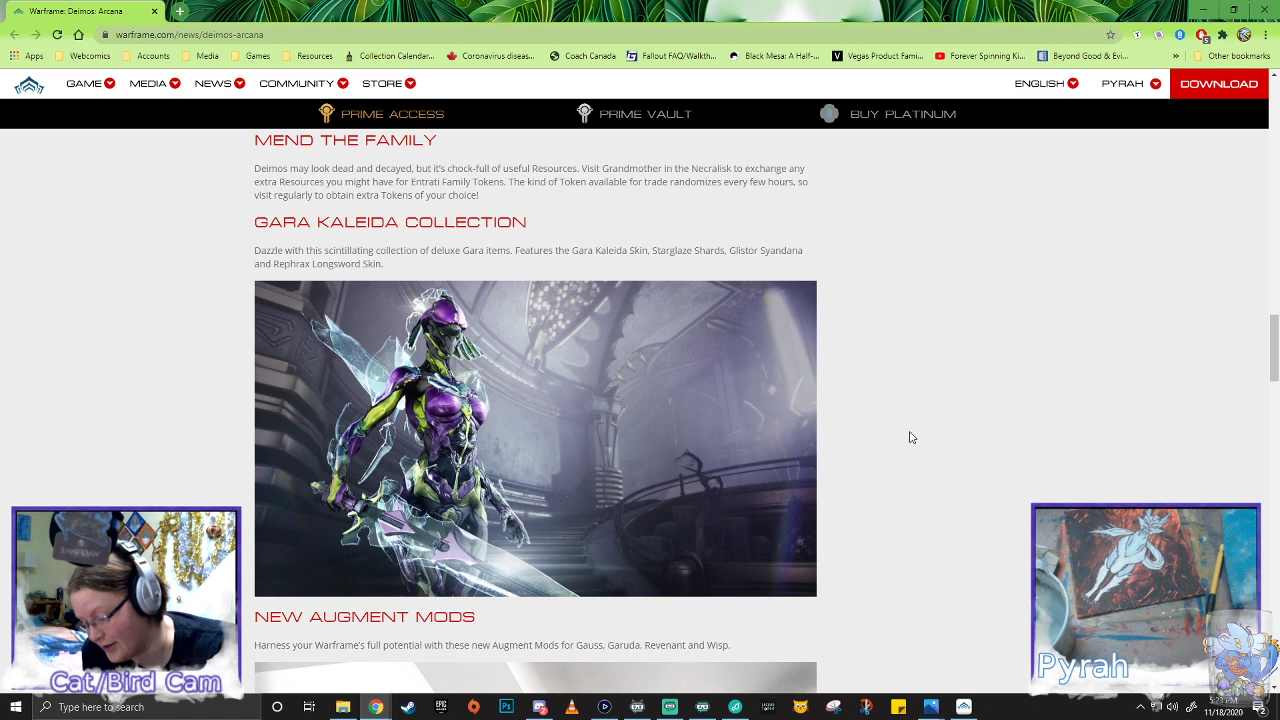 Warframe: Deimos: Arcana
warframe.com/news/deimos-arcana
Apps Webcomics Accounts Media Games Resources Collection Calendar... Coronavirus diseas... Coach Canada Fallout FAQ/Walkth... Black Mesa: A Half-... Vegas Product Fami... Forever Spinning Ki... Beyond Good & Evi... » Other bookmarks
GAME MEDIA NEWS COMMUNITY STORE ENGLISH PYRAH DOWNLOAD
PRIME ACCESS PRIME VAULT BUY PLATINUM
MEND THE FAMILY
Deimos may look dead and decayed, but it's chock-full of useful Resources. Visit Grandmother in the Necralisk to exchange any
extra Resources you might have for Entrati Family Tokens. The kind of Token available for trade randomizes every few hours, so
visit regularly to obtain extra Tokens of your choice!
GARA KALEIDA COLLECTION
Dazzle with this scintillating collection of deluxe Gara items. Features the Gara Kaleida Skin, Starglaze Shards, Glistor Syandana
and Rephrax Longsword Skin.
NEW AUGMENT MODS
Harness your Warframe's full potential with these new Augment Mods for Gauss, Garuda, Revenant and Wisp.
Cat/Bird Cam
Pyrah
Type here to search
5:23 PM
11/18/2020